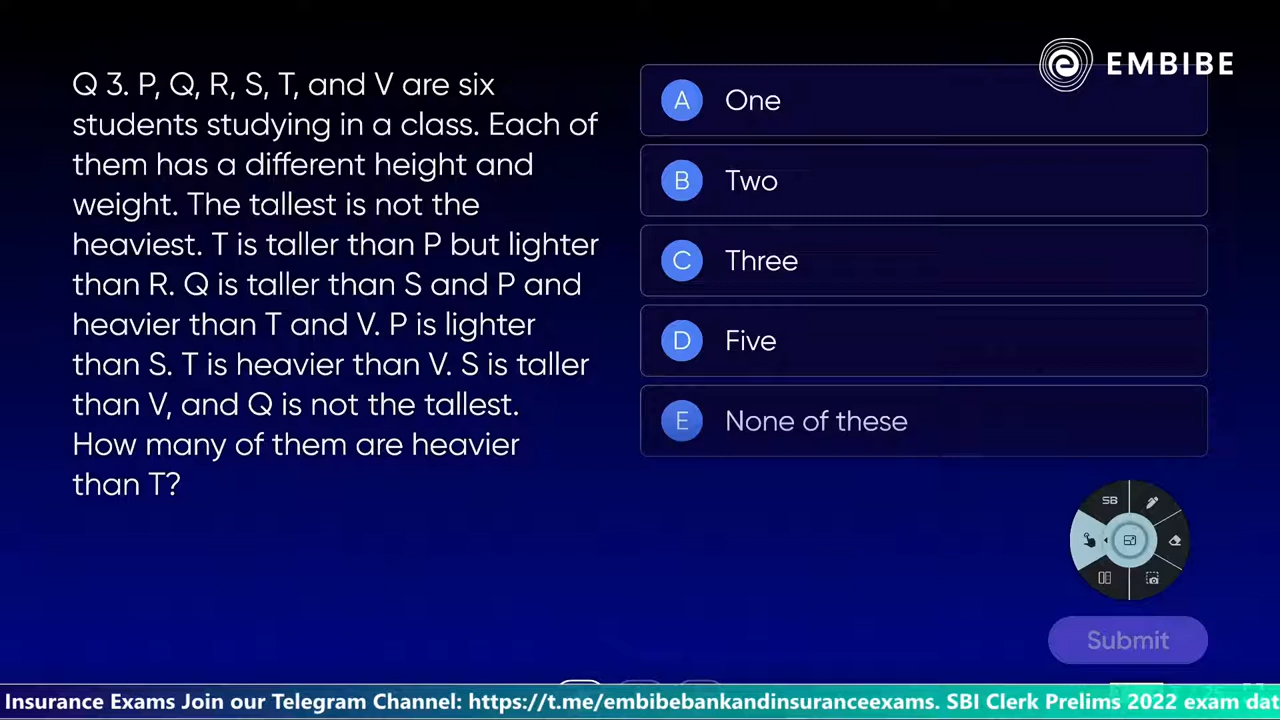 EMBIBE
Q 3. P, Q, R, S, T, and V are six
students studying in a class. Each of
them has a different height and
weight. The tallest is not the
heaviest. T is taller than P but lighter
than R. Q is taller than S and P and
heavier than T and V. P is lighter
than S. T is heavier than V. S is taller
than V, and Q is not the tallest.
How many of them are heavier
than T?
A One
B Two
C Three
D Five
E None of these
SB
Submit
Insurance Exams Join our Telegram Channel: https://t.me/embibebankandinsuranceexams. SBI Clerk Prelims 2022 exam dat